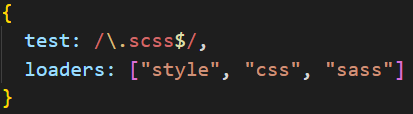 {
  test: /\.scss$/,
  loaders: ["style", "css", "sass"]
}